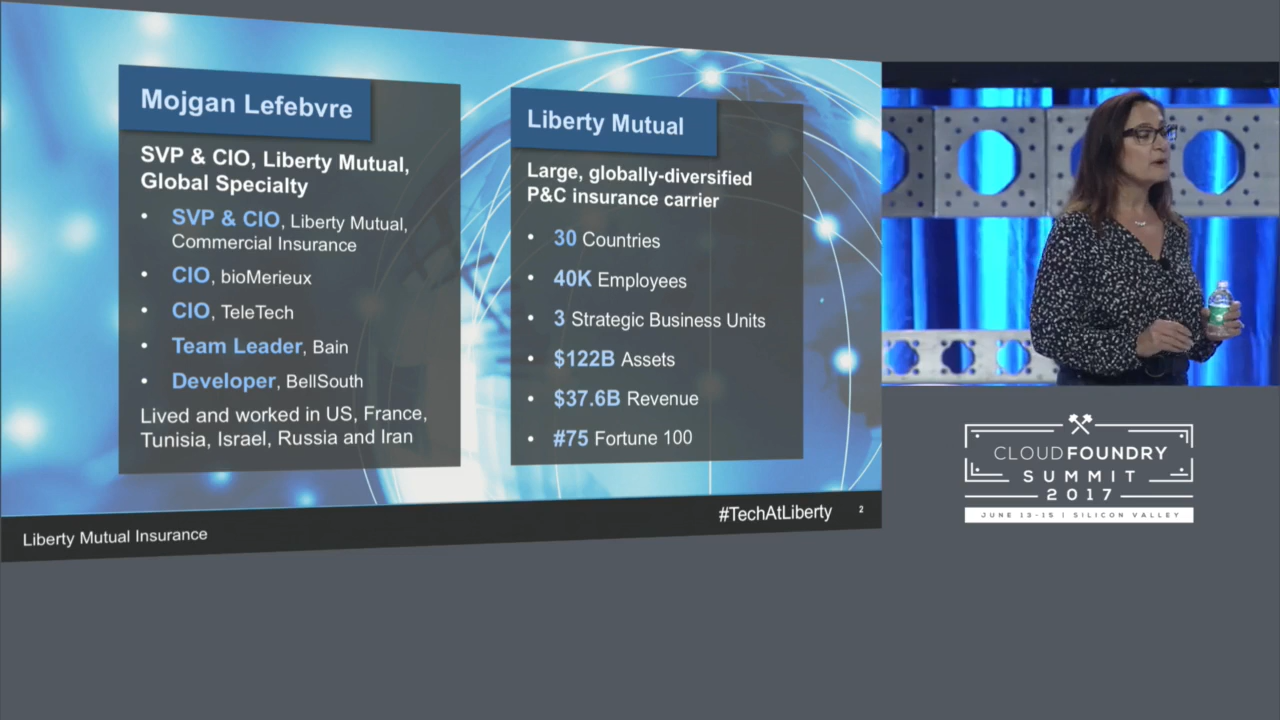 Mojgan Lefebvre
SVP & CIO, Liberty Mutual,
Global Specialty
• SVP & CIO, Liberty Mutual,
Commercial Insurance
• CIO, bioMerieux
• CIO, TeleTech
• Team Leader, Bain
• Developer, BellSouth
Lived and worked in US, France,
Tunisia, Israel, Russia and Iran
Liberty Mutual
Large, globally-diversified
P&C insurance carrier
• 30 Countries
• 40K Employees
• 3 Strategic Business Units
• $122B Assets
• $37.6B Revenue
• #75 Fortune 100
Liberty Mutual Insurance
#TechAtLiberty 2
CLOUDFOUNDRY
SUMMIT
2017
JUNE 13-15 | SILICON VALLEY